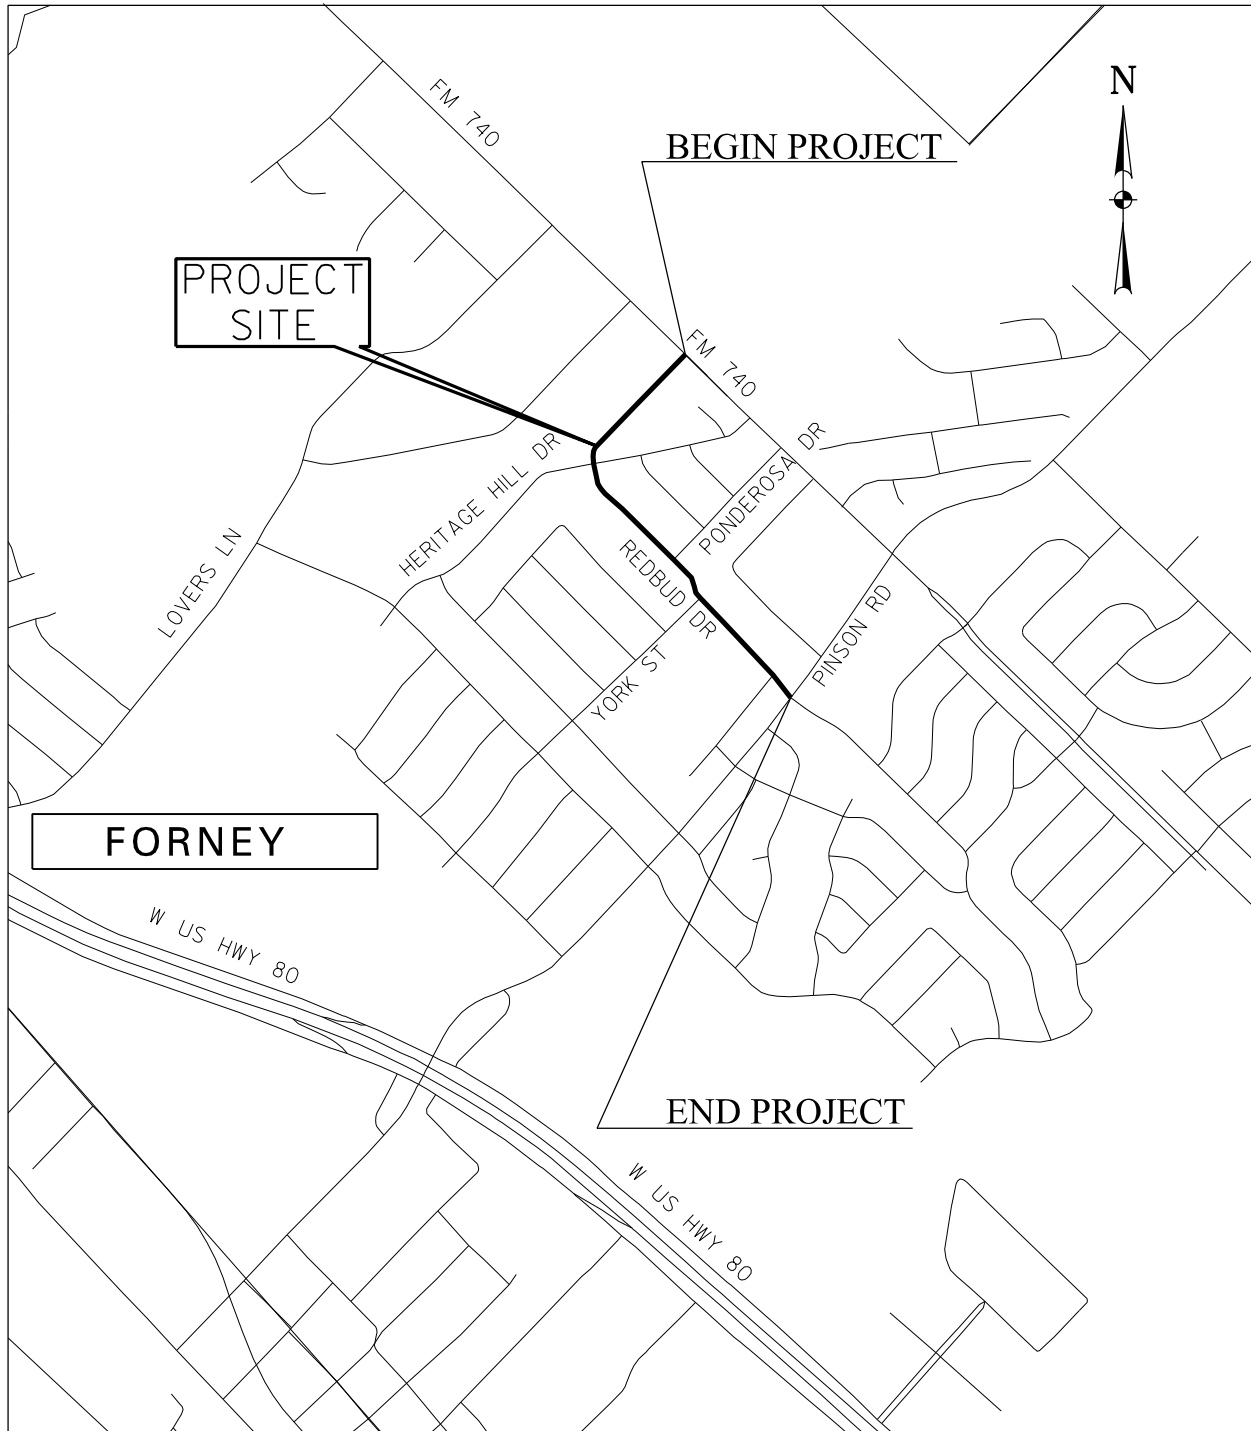 N
FM 740
BEGIN PROJECT
PROJECT
SITE
FM 740
HERITAGE HILL DR
PONDEROSA DR
LOVERS LN
REDBUD DR
PINSON RD
YORK ST
FORNEY
W US HWY 80
END PROJECT
W US HWY 80